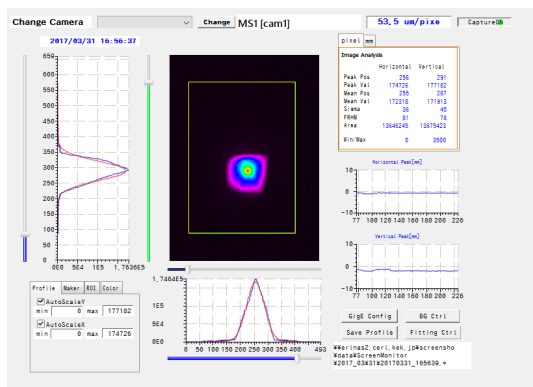 Change Camera
Change MS1 [cam1]
53.5 um/pixe
CaptureON
2017/03/31 16:56:37
pixel mm
Image Analysis
Horizontal Vertical
Peak Pos 256 291
Peak Val 174726 177182
Mean Pos 255 287
Mean Val 172318 171913
Sigma 36 40
FWHM 81 78
Area 13646245 13675423
Min/Max 0 3500
650
600
550
500
450
400
350
300
250
200
150
100
50
0
0E0 5E4 1E5 1.7636E5
Horizontal Peak[mm]
10
0
-10
77 100 120 140 160 180 200 226
Vertical Peak[mm]
10
0
-10
77 100 120 140 160 180 200 226
Profile Maker ROI Color
AutoScaleY
min 0 max 177182
AutoScaleX
min 0 max 174726
1.7464E5
1E5
5E4
0E0
0 50 100 150 200 250 300 350 400 493
GigE Config BG Ctrl
Save Profile Fitting Ctrl
¥¥erlnas2.cerl.kek.jp¥screensho
¥data¥ScreenMonitor
¥2017_03¥31¥20170331_165639.*